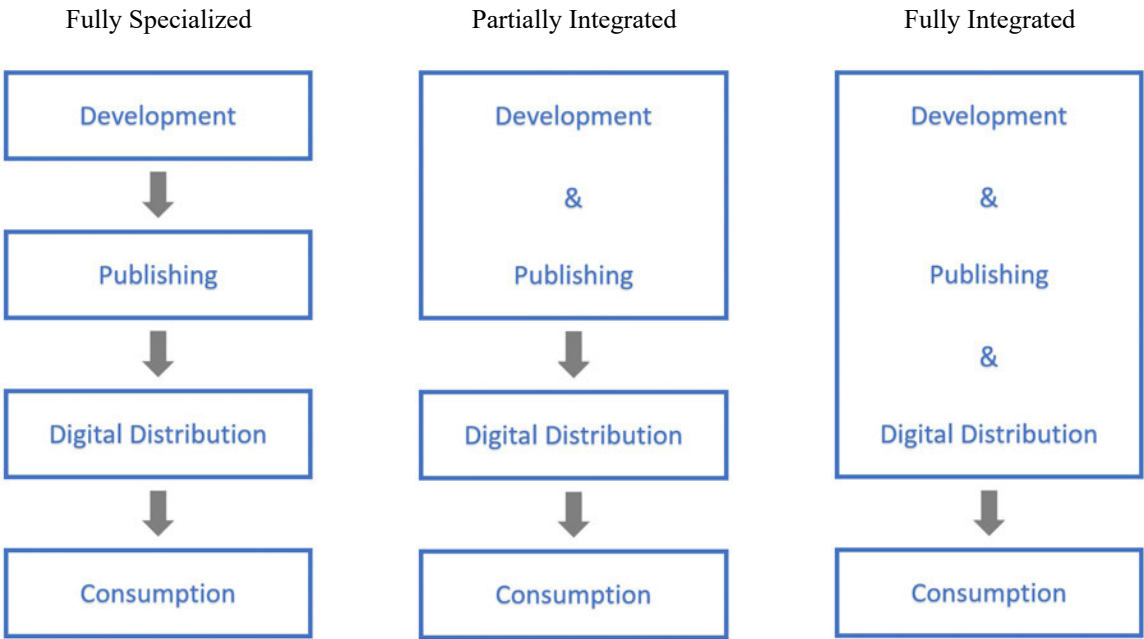 Fully Specialized
Development
Publishing
Digital Distribution
Consumption
Partially Integrated
Development
&
Publishing
Digital Distribution
Consumption
Fully Integrated
Development
&
Publishing
&
Digital Distribution
Consumption